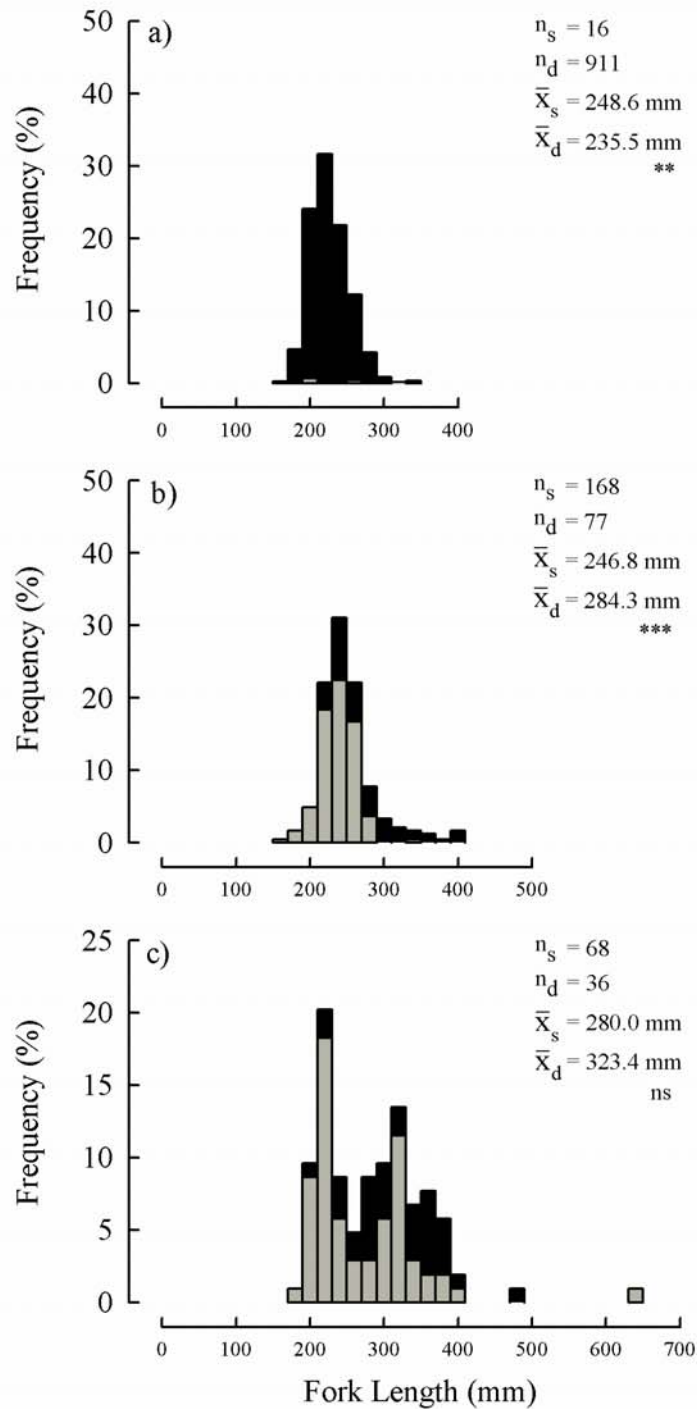 a)
n_s = 16
n_d = 911
x̄_s = 248.6 mm
x̄_d = 235.5 mm
**
Frequency (%)
50
40
30
20
10
0
0 100 200 300 400
b)
n_s = 168
n_d = 77
x̄_s = 246.8 mm
x̄_d = 284.3 mm
***
Frequency (%)
50
40
30
20
10
0
0 100 200 300 400 500
c)
n_s = 68
n_d = 36
x̄_s = 280.0 mm
x̄_d = 323.4 mm
ns
Frequency (%)
25
20
15
10
5
0
0 100 200 300 400 500 600 700
Fork Length (mm)